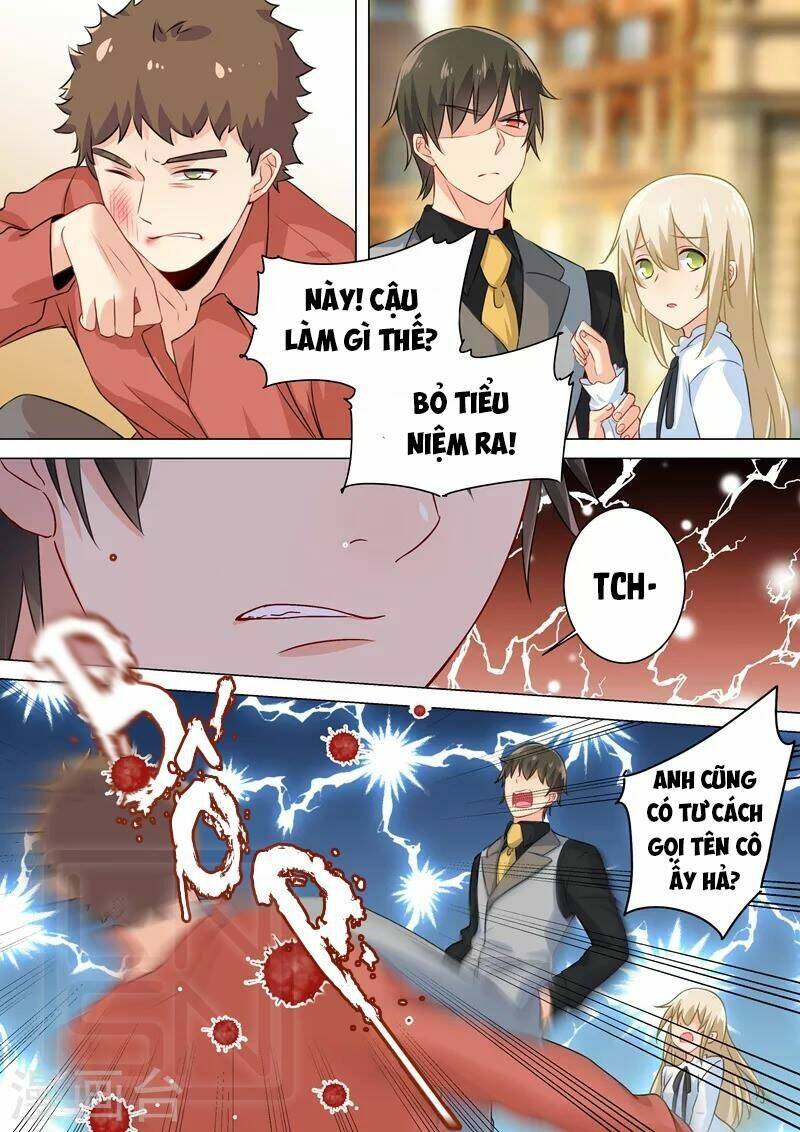 NÀY! CẬU
LÀM GÌ THẾ?
BỎ TIỂU
NIỆM RA!
TCH-
BỐP
ANH CŨNG
CÓ TƯ CÁCH
GỌI TÊN CÔ
ẤY HẢ?
漫画台